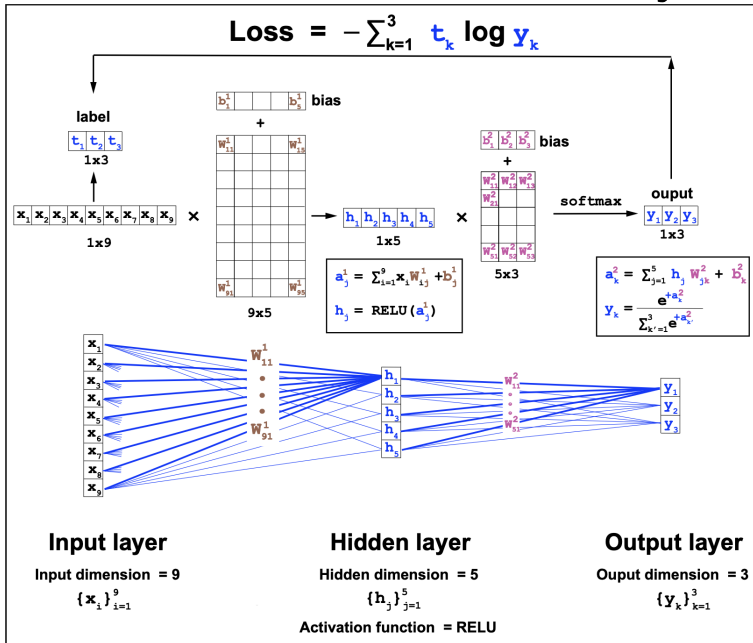 Loss = −∑³ₖ₌₁ tₖ log yₖ
label
t₁ t₂ t₃
1x3
b¹₁ b¹₅ bias
+
W¹₁₁ W¹₁₅
W¹₉₁ W¹₉₅
9x5
x₁ x₂ x₃ x₄ x₅ x₆ x₇ x₈ x₉ ×
1x9
h₁ h₂ h₃ h₄ h₅ ×
1x5
b²₁ b²₂ b²₃ bias
+
W²₁₁ W²₁₂ W²₁₃
W²₂₁
W²₅₁ W²₅₂ W²₅₃
5x3
softmax
ouput
y₁ y₂ y₃
1x3
a¹ⱼ = ∑⁹ᵢ₌₁ xᵢ W¹ᵢⱼ + b¹ⱼ
hⱼ = RELU(a¹ⱼ)
a²ₖ = ∑⁵ⱼ₌₁ hⱼ W²ⱼₖ + b²ₖ
yₖ = e^{+a²ₖ} / ∑³ₖ'₌₁ e^{+a²ₖ'}
x₁
x₂
x₃
x₄
x₅
x₆
x₇
x₈
x₉
W¹₁₁
•
•
•
W¹₉₁
h₁
h₂
h₃
h₄
h₅
W²₁₁
•
•
•
W²₅₁
y₁
y₂
y₃
Input layer
Input dimension = 9
{xᵢ}⁹ᵢ₌₁
Hidden layer
Hidden dimension = 5
{hⱼ}⁵ⱼ₌₁
Activation function = RELU
Output layer
Ouput dimension = 3
{yₖ}³ₖ₌₁